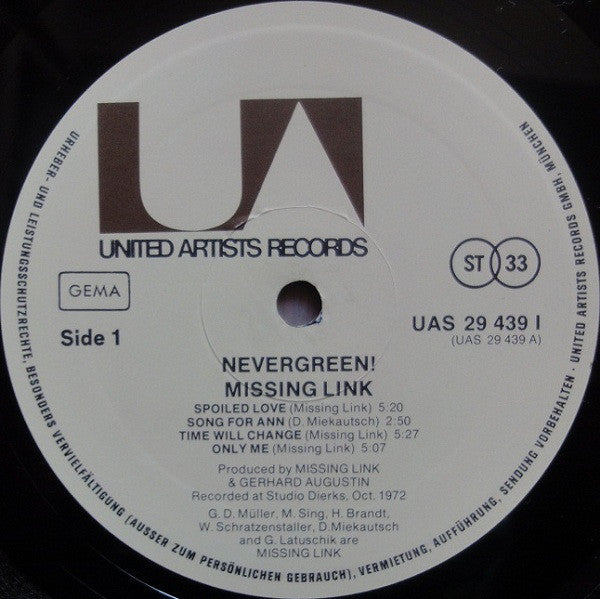 UA
UNITED ARTISTS RECORDS
GEMA
ST 33
Side 1
UAS 29 439 I
(UAS 29 439 A)
NEVERGREEN!
MISSING LINK
SPOILED LOVE (Missing Link) 5:20
SONG FOR ANN (D. Miekautsch) 2:50
TIME WILL CHANGE (Missing Link) 5:27
ONLY ME (Missing Link) 5:07
Produced by MISSING LINK
& GERHARD AUGUSTIN
Recorded at Studio Dierks, Oct. 1972
G. D. Müller, M. Sing, H. Brandt,
W. Schratzenstaller, D. Miekautsch
and G. Latuschik are
MISSING LINK
URHEBER- UND LEISTUNGSSCHUTZRECHTE, BESONDERS VERVIELFÄLTIGUNG (AUSSER ZUM PERSÖNLICHEN GEBRAUCH), VERMIETUNG, AUFFÜHRUNG, SENDUNG VORBEHALTEN · UNITED ARTISTS RECORDS GMBH, MÜNCHEN